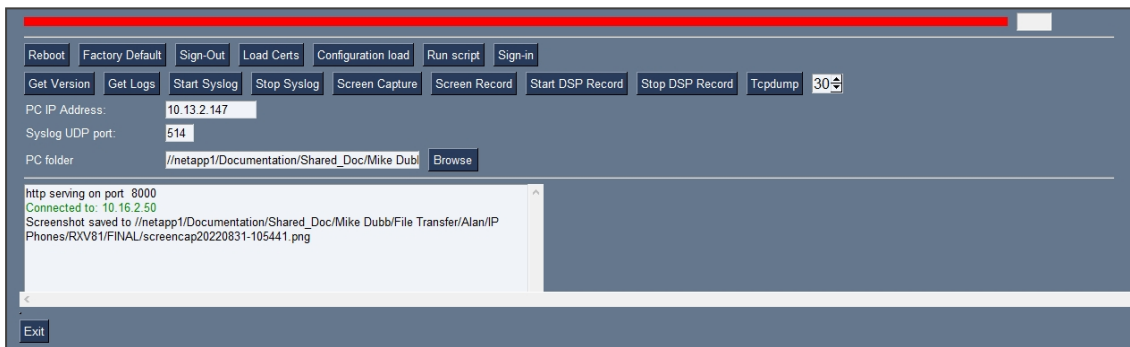 Reboot Factory Default Sign-Out Load Certs Configuration load Run script Sign-in
Get Version Get Logs Start Syslog Stop Syslog Screen Capture Screen Record Start DSP Record Stop DSP Record Tcpdump 30
PC IP Address: 10.13.2.147
Syslog UDP port: 514
PC folder //netapp1/Documentation/Shared_Doc/Mike Dubl Browse
http serving on port 8000
Connected to: 10.16.2.50
Screenshot saved to //netapp1/Documentation/Shared_Doc/Mike Dubb/File Transfer/Alan/IP
Phones/RXV81/FINAL/screencap20220831-105441.png
Exit